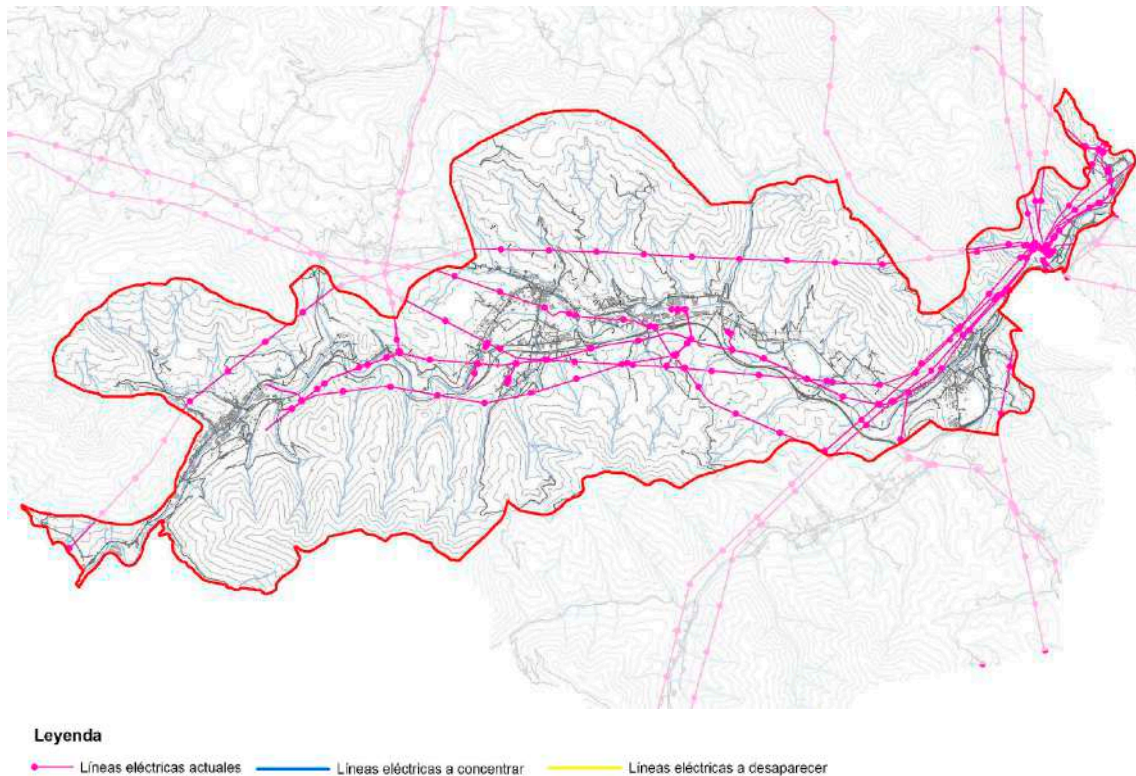 Leyenda
Líneas eléctricas actuales
Líneas eléctricas a concentrar
Líneas eléctricas a desaparecer